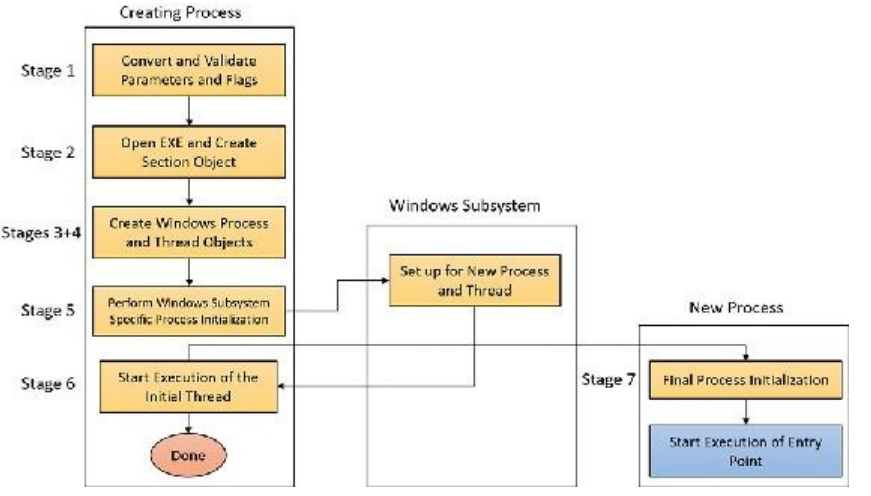 Creating Process
Stage 1
Convert and Validate
Parameters and Flags
Stage 2
Open EXE and Create
Section Object
Stages 3+4
Create Windows Process
and Thread Objects
Stage 5
Perform Windows Subsystem
Specific Process Initialization
Stage 6
Start Execution of the
Initial Thread
Done
Windows Subsystem
Set up for New Process
and Thread
New Process
Stage 7
Final Process Initialization
Start Execution of Entry
Point